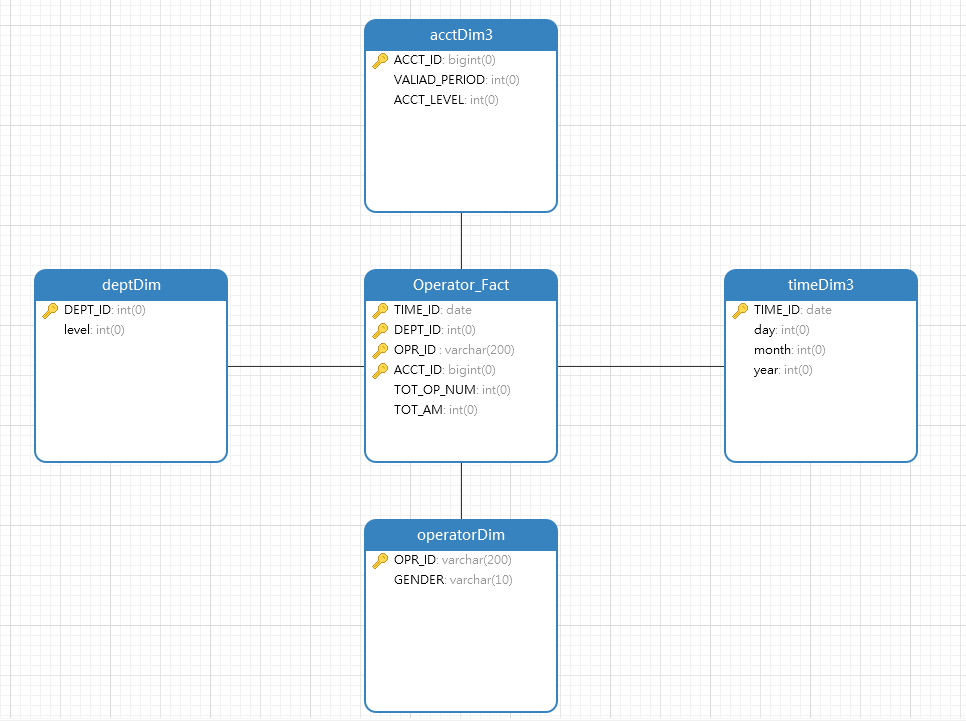 acctDim3
ACCT_ID: bigint(0)
VALIAD_PERIOD: int(0)
ACCT_LEVEL: int(0)
deptDim
DEPT_ID: int(0)
level: int(0)
Operator_Fact
TIME_ID: date
DEPT_ID: int(0)
OPR_ID : varchar(200)
ACCT_ID: bigint(0)
TOT_OP_NUM: int(0)
TOT_AM: int(0)
timeDim3
TIME_ID: date
day: int(0)
month: int(0)
year: int(0)
operatorDim
OPR_ID: varchar(200)
GENDER: varchar(10)